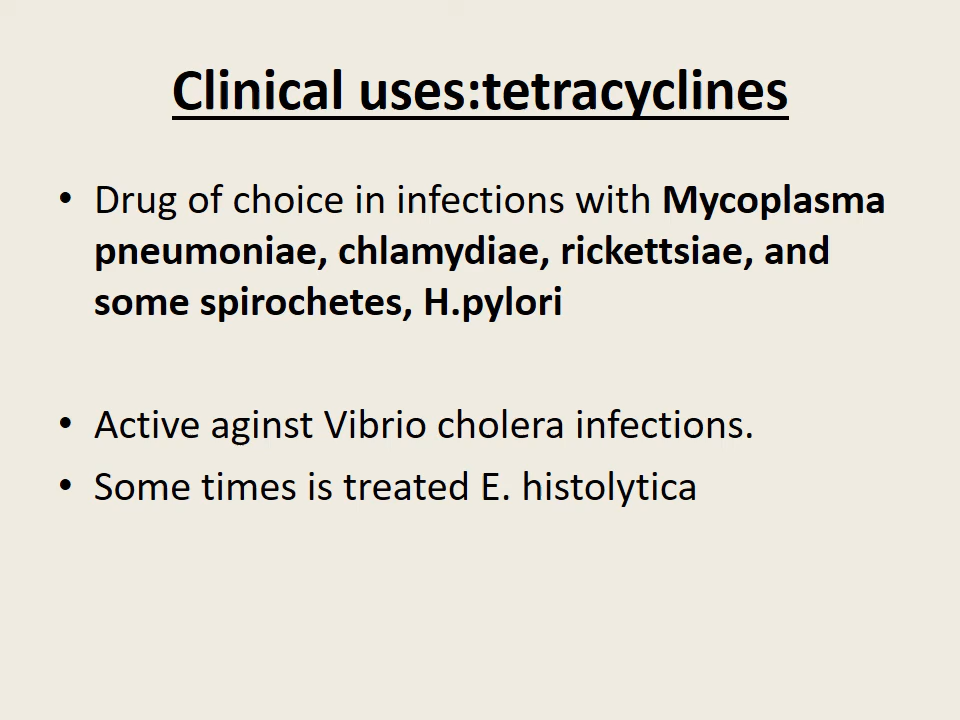 Clinical uses:tetracyclines
• Drug of choice in infections with Mycoplasma
pneumoniae, chlamydiae, rickettsiae, and
some spirochetes, H.pylori
• Active aginst Vibrio cholera infections.
• Some times is treated E. histolytica